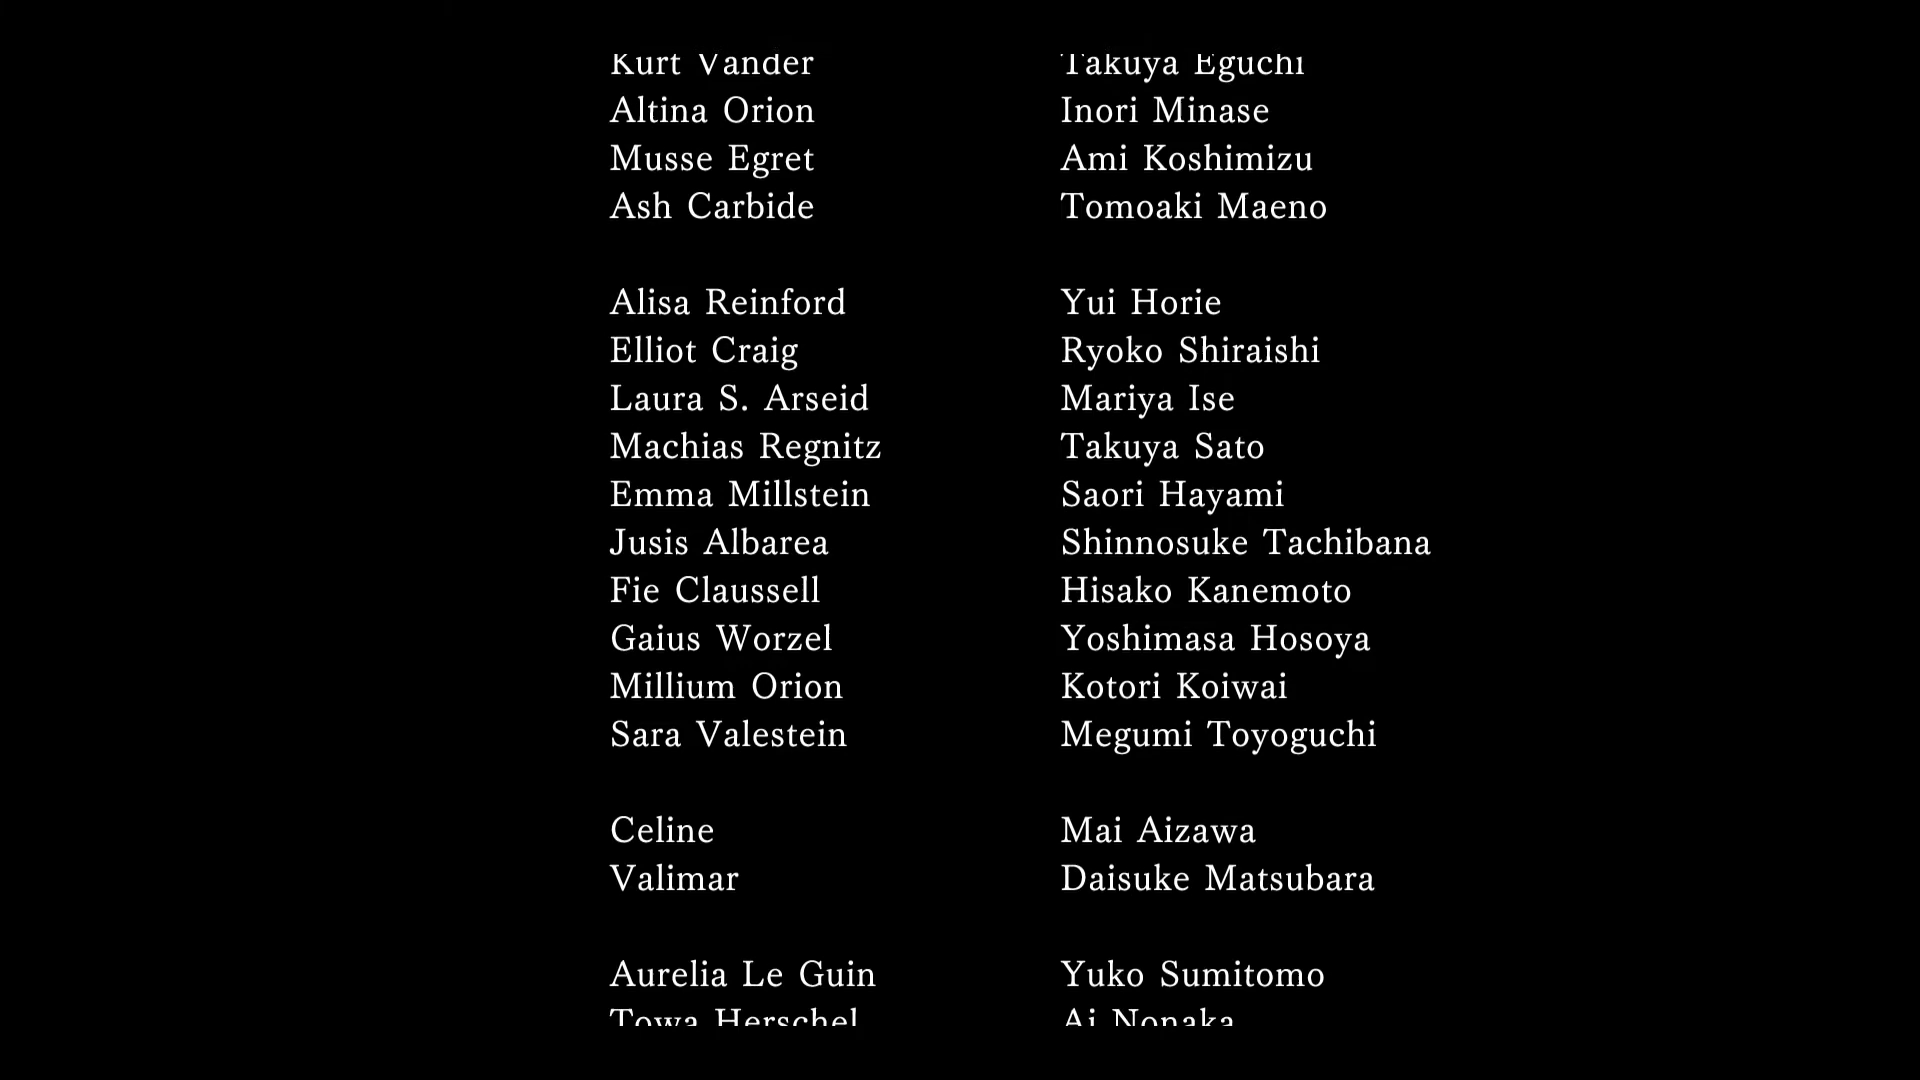 Kurt Vander Takuya Eguchi
Altina Orion Inori Minase
Musse Egret Ami Koshimizu
Ash Carbide Tomoaki Maeno
Alisa Reinford Yui Horie
Elliot Craig Ryoko Shiraishi
Laura S. Arseid Mariya Ise
Machias Regnitz Takuya Sato
Emma Millstein Saori Hayami
Jusis Albarea Shinnosuke Tachibana
Fie Claussell Hisako Kanemoto
Gaius Worzel Yoshimasa Hosoya
Millium Orion Kotori Koiwai
Sara Valestein Megumi Toyoguchi
Celine Mai Aizawa
Valimar Daisuke Matsubara
Aurelia Le Guin Yuko Sumitomo
Towa Herschel Ai Nonaka